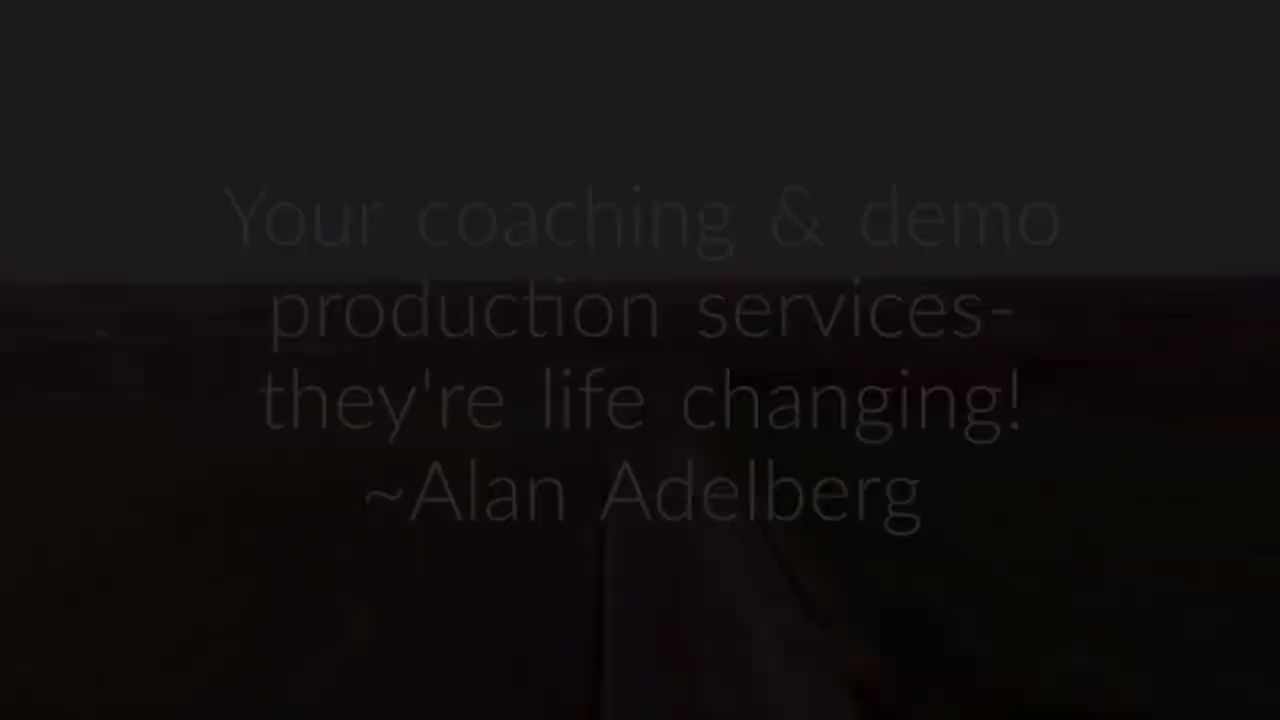 Your coaching & demo
production services-
they're life changing!
~Alan Adelberg